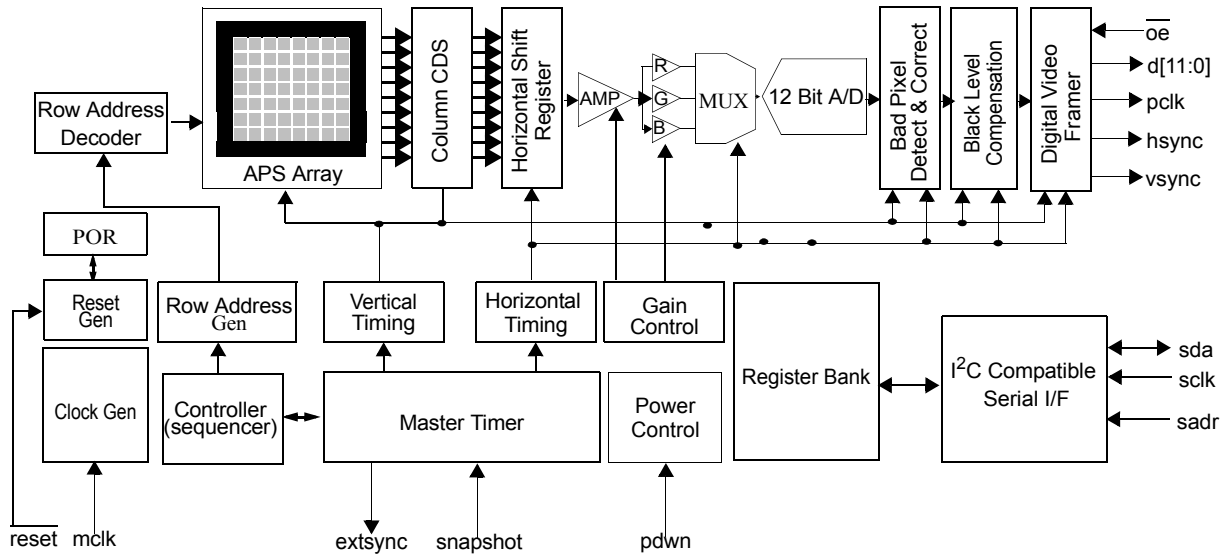 Row Address
Decoder
APS Array
Column CDS
Horizontal Shift
Register
AMP
R
G
B
MUX
12 Bit A/D
Bad Pixel
Detect & Correct
Black Level
Compensation
Digital Video
Framer
oe
d[11:0]
pclk
hsync
vsync
POR
Reset
Gen
Row Address
Gen
Vertical
Timing
Horizontal
Timing
Gain
Control
Register Bank
I²C Compatible
Serial I/F
sda
sclk
sadr
Clock Gen
Controller
(sequencer)
Master Timer
Power
Control
reset
mclk
extsync
snapshot
pdwn